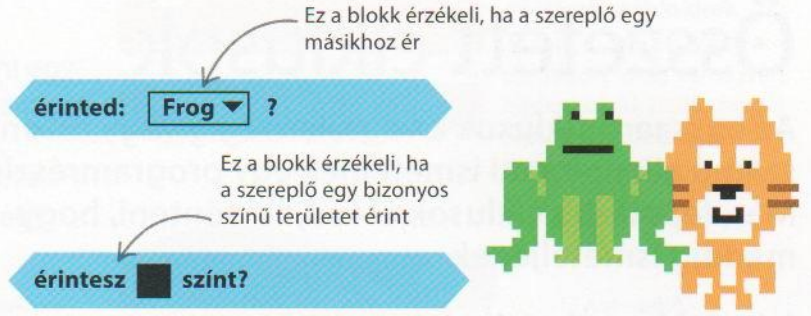 Ez a blokk érzékeli, ha a szereplő egy
másikhoz ér
érinted: Frog ?
Ez a blokk érzékeli, ha
a szereplő egy bizonyos
színű területet érint
érintesz színt?